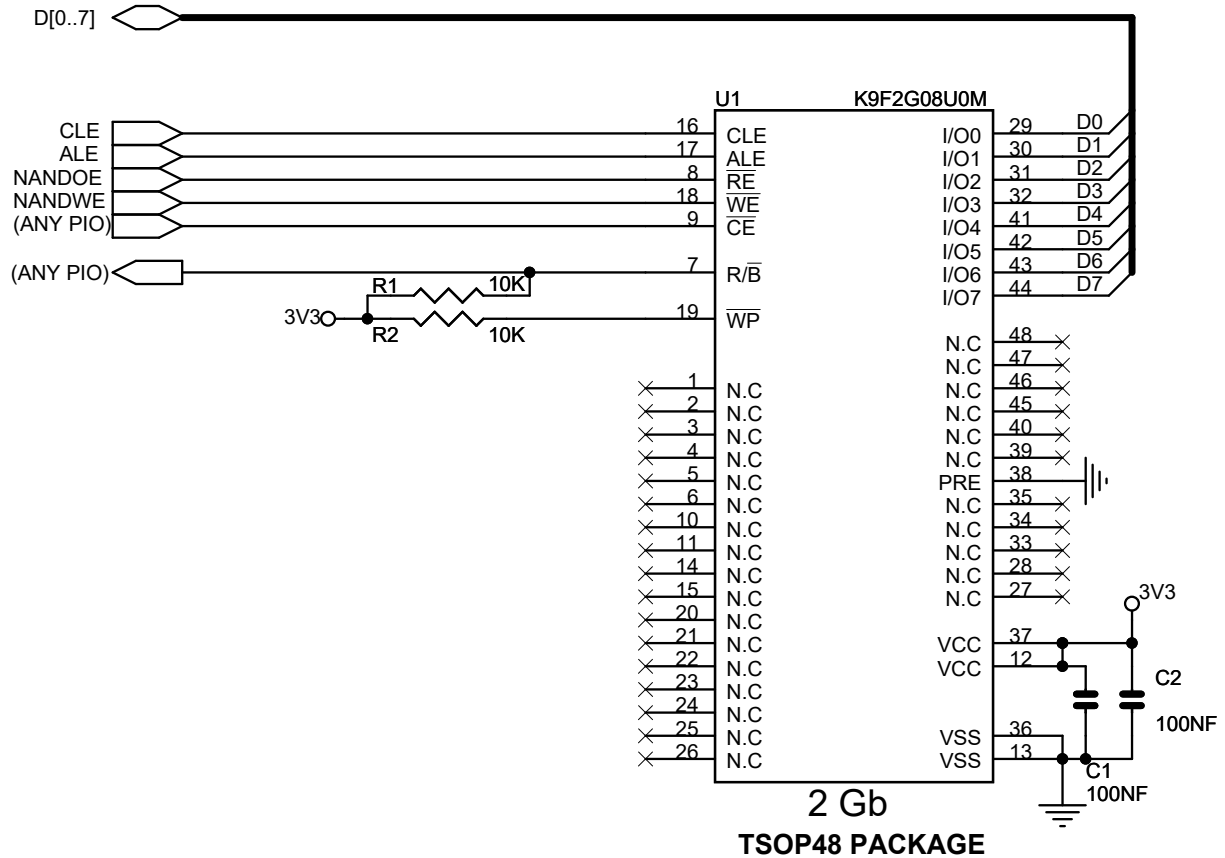 D[0..7]
U1 K9F2G08U0M
CLE 16 CLE I/O0 29 D0
ALE 17 ALE I/O1 30 D1
NANDOE 8 RE I/O2 31 D2
NANDWE 18 WE I/O3 32 D3
(ANY PIO) 9 CE I/O4 41 D4
I/O5 42 D5
(ANY PIO) 7 R/B I/O6 43 D6
R1 10K I/O7 44 D7
3V3 19 WP
R2 10K
N.C 48
N.C 47
1 N.C N.C 46
2 N.C N.C 45
3 N.C N.C 40
4 N.C N.C 39
5 N.C PRE 38
6 N.C N.C 35
10 N.C N.C 34
11 N.C N.C 33
14 N.C N.C 28
15 N.C N.C 27
3V3
20 N.C
21 N.C VCC 37
22 N.C VCC 12
23 N.C C2
24 N.C 100NF
25 N.C VSS 36
26 N.C VSS 13
C1
100NF
2 Gb
TSOP48 PACKAGE